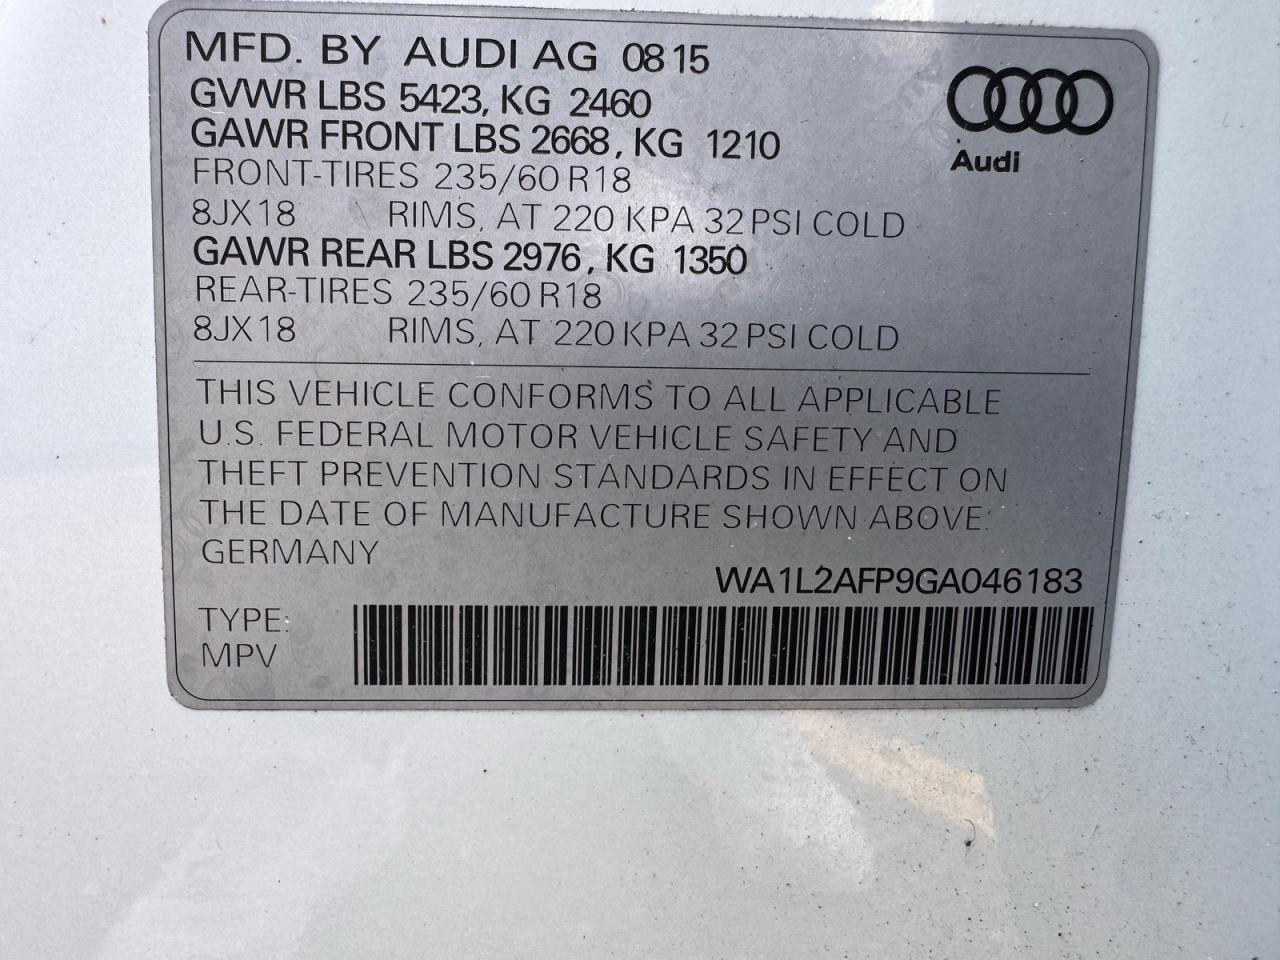 MFD. BY AUDI AG 0815
GVWR LBS 5423, KG 2460
GAWR FRONT LBS 2668, KG 1210
FRONT-TIRES 235/60 R18
8JX18 RIMS, AT 220 KPA 32 PSI COLD
GAWR REAR LBS 2976, KG 1350
REAR-TIRES 235/60 R18
8JX18 RIMS, AT 220 KPA 32 PSI COLD
Audi
THIS VEHICLE CONFORMS TO ALL APPLICABLE
U.S. FEDERAL MOTOR VEHICLE SAFETY AND
THEFT PREVENTION STANDARDS IN EFFECT ON
THE DATE OF MANUFACTURE SHOWN ABOVE:
GERMANY
WA1L2AFP9GA046183
TYPE:
MPV